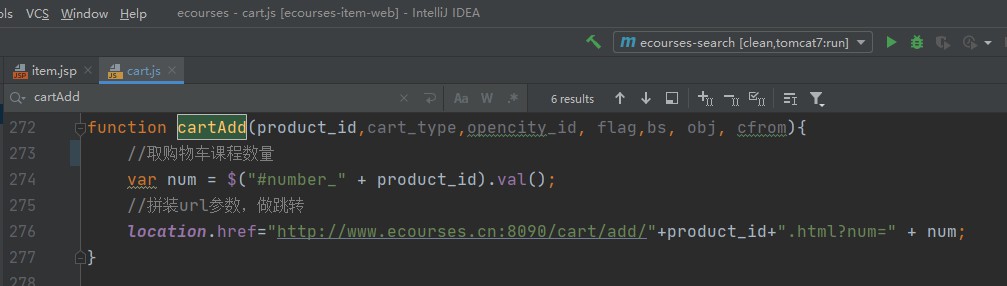 ols VCS Window Help ecourses - cart.js [ecourses-item-web] - IntelliJ IDEA
ecourses-search [clean,tomcat7:run]
item.jsp cart.js
cartAdd Aa W .* 6 results
272 function cartAdd(product_id,cart_type,opencity_id, flag,bs, obj, cfrom){
273 //取购物车课程数量
274 var num = $("#number_" + product_id).val();
275 //拼装url参数，做跳转
276 location.href="http://www.ecourses.cn:8090/cart/add/"+product_id+".html?num=" + num;
277 }
278